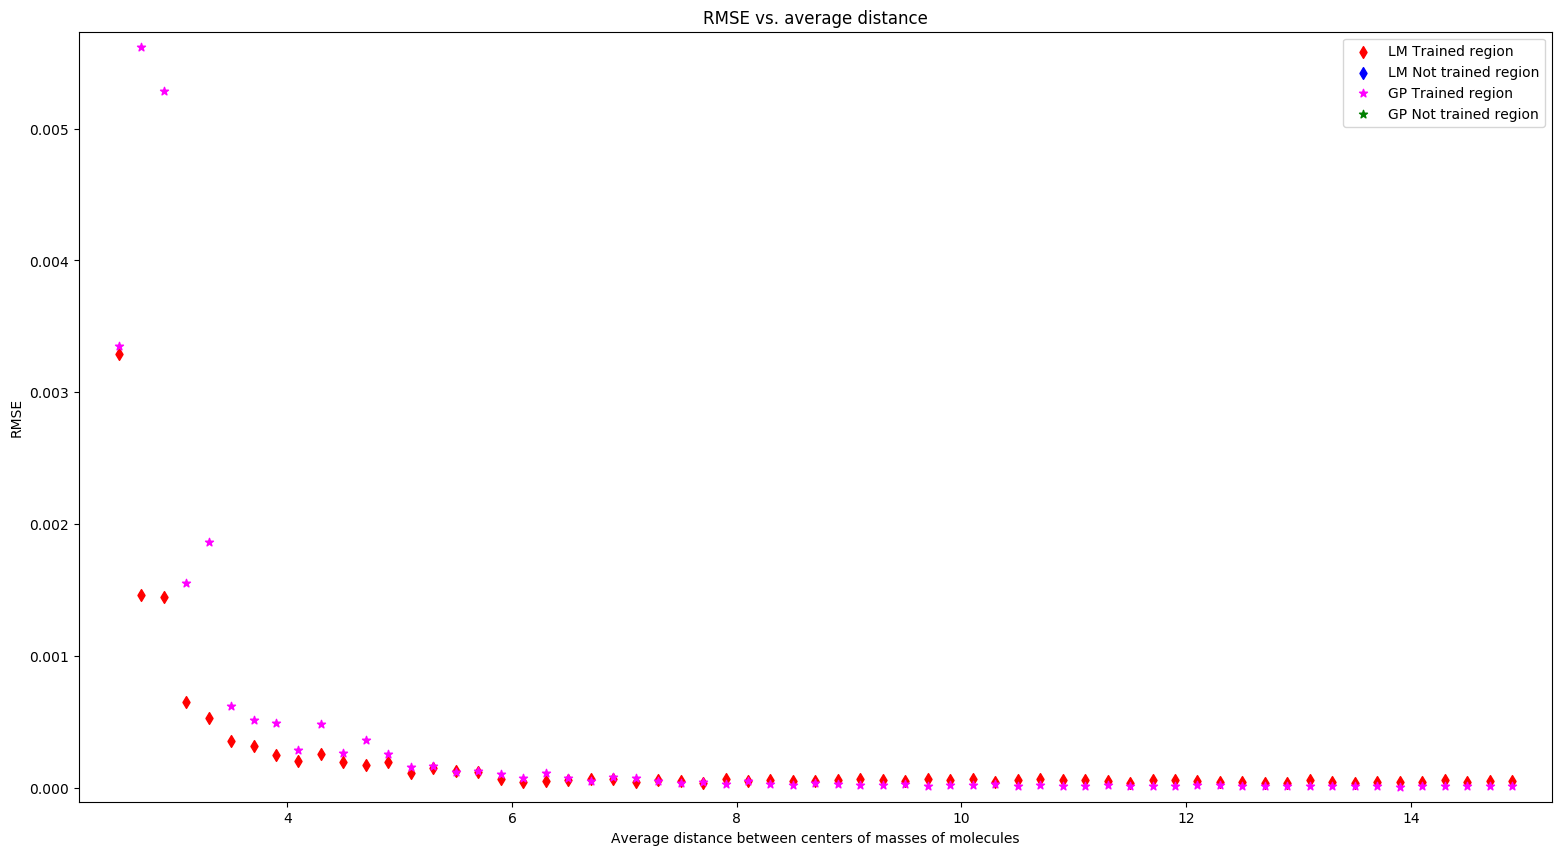 RMSE vs. average distance
LM Trained region
LM Not trained region
GP Trained region
GP Not trained region
0.005
0.004
0.003
0.002
0.001
0.000
RMSE
4
6
8
10
12
14
Average distance between centers of masses of molecules